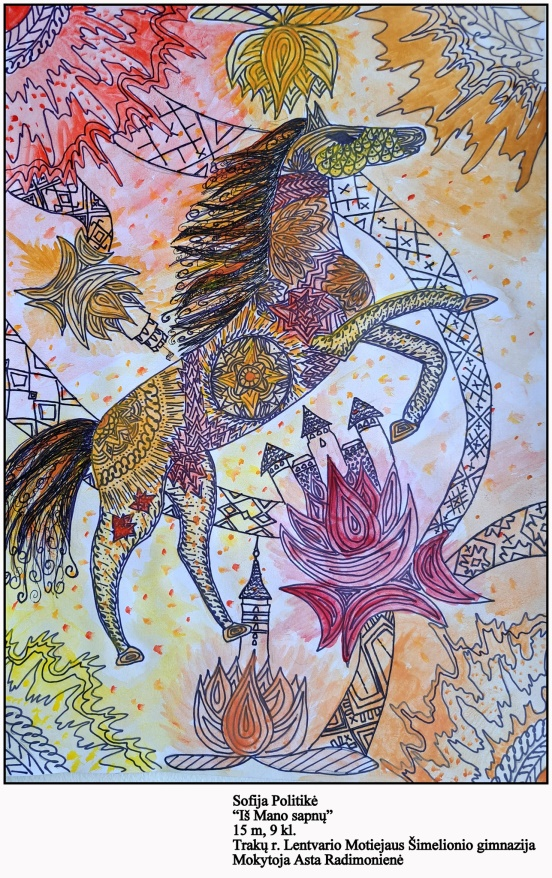 Sofija Politikė
“Iš Mano sapnų”
15 m, 9 kl.
Trakų r. Lentvario Motiejaus Šimelionio gimnazija
Mokytoja Asta Radimonienė